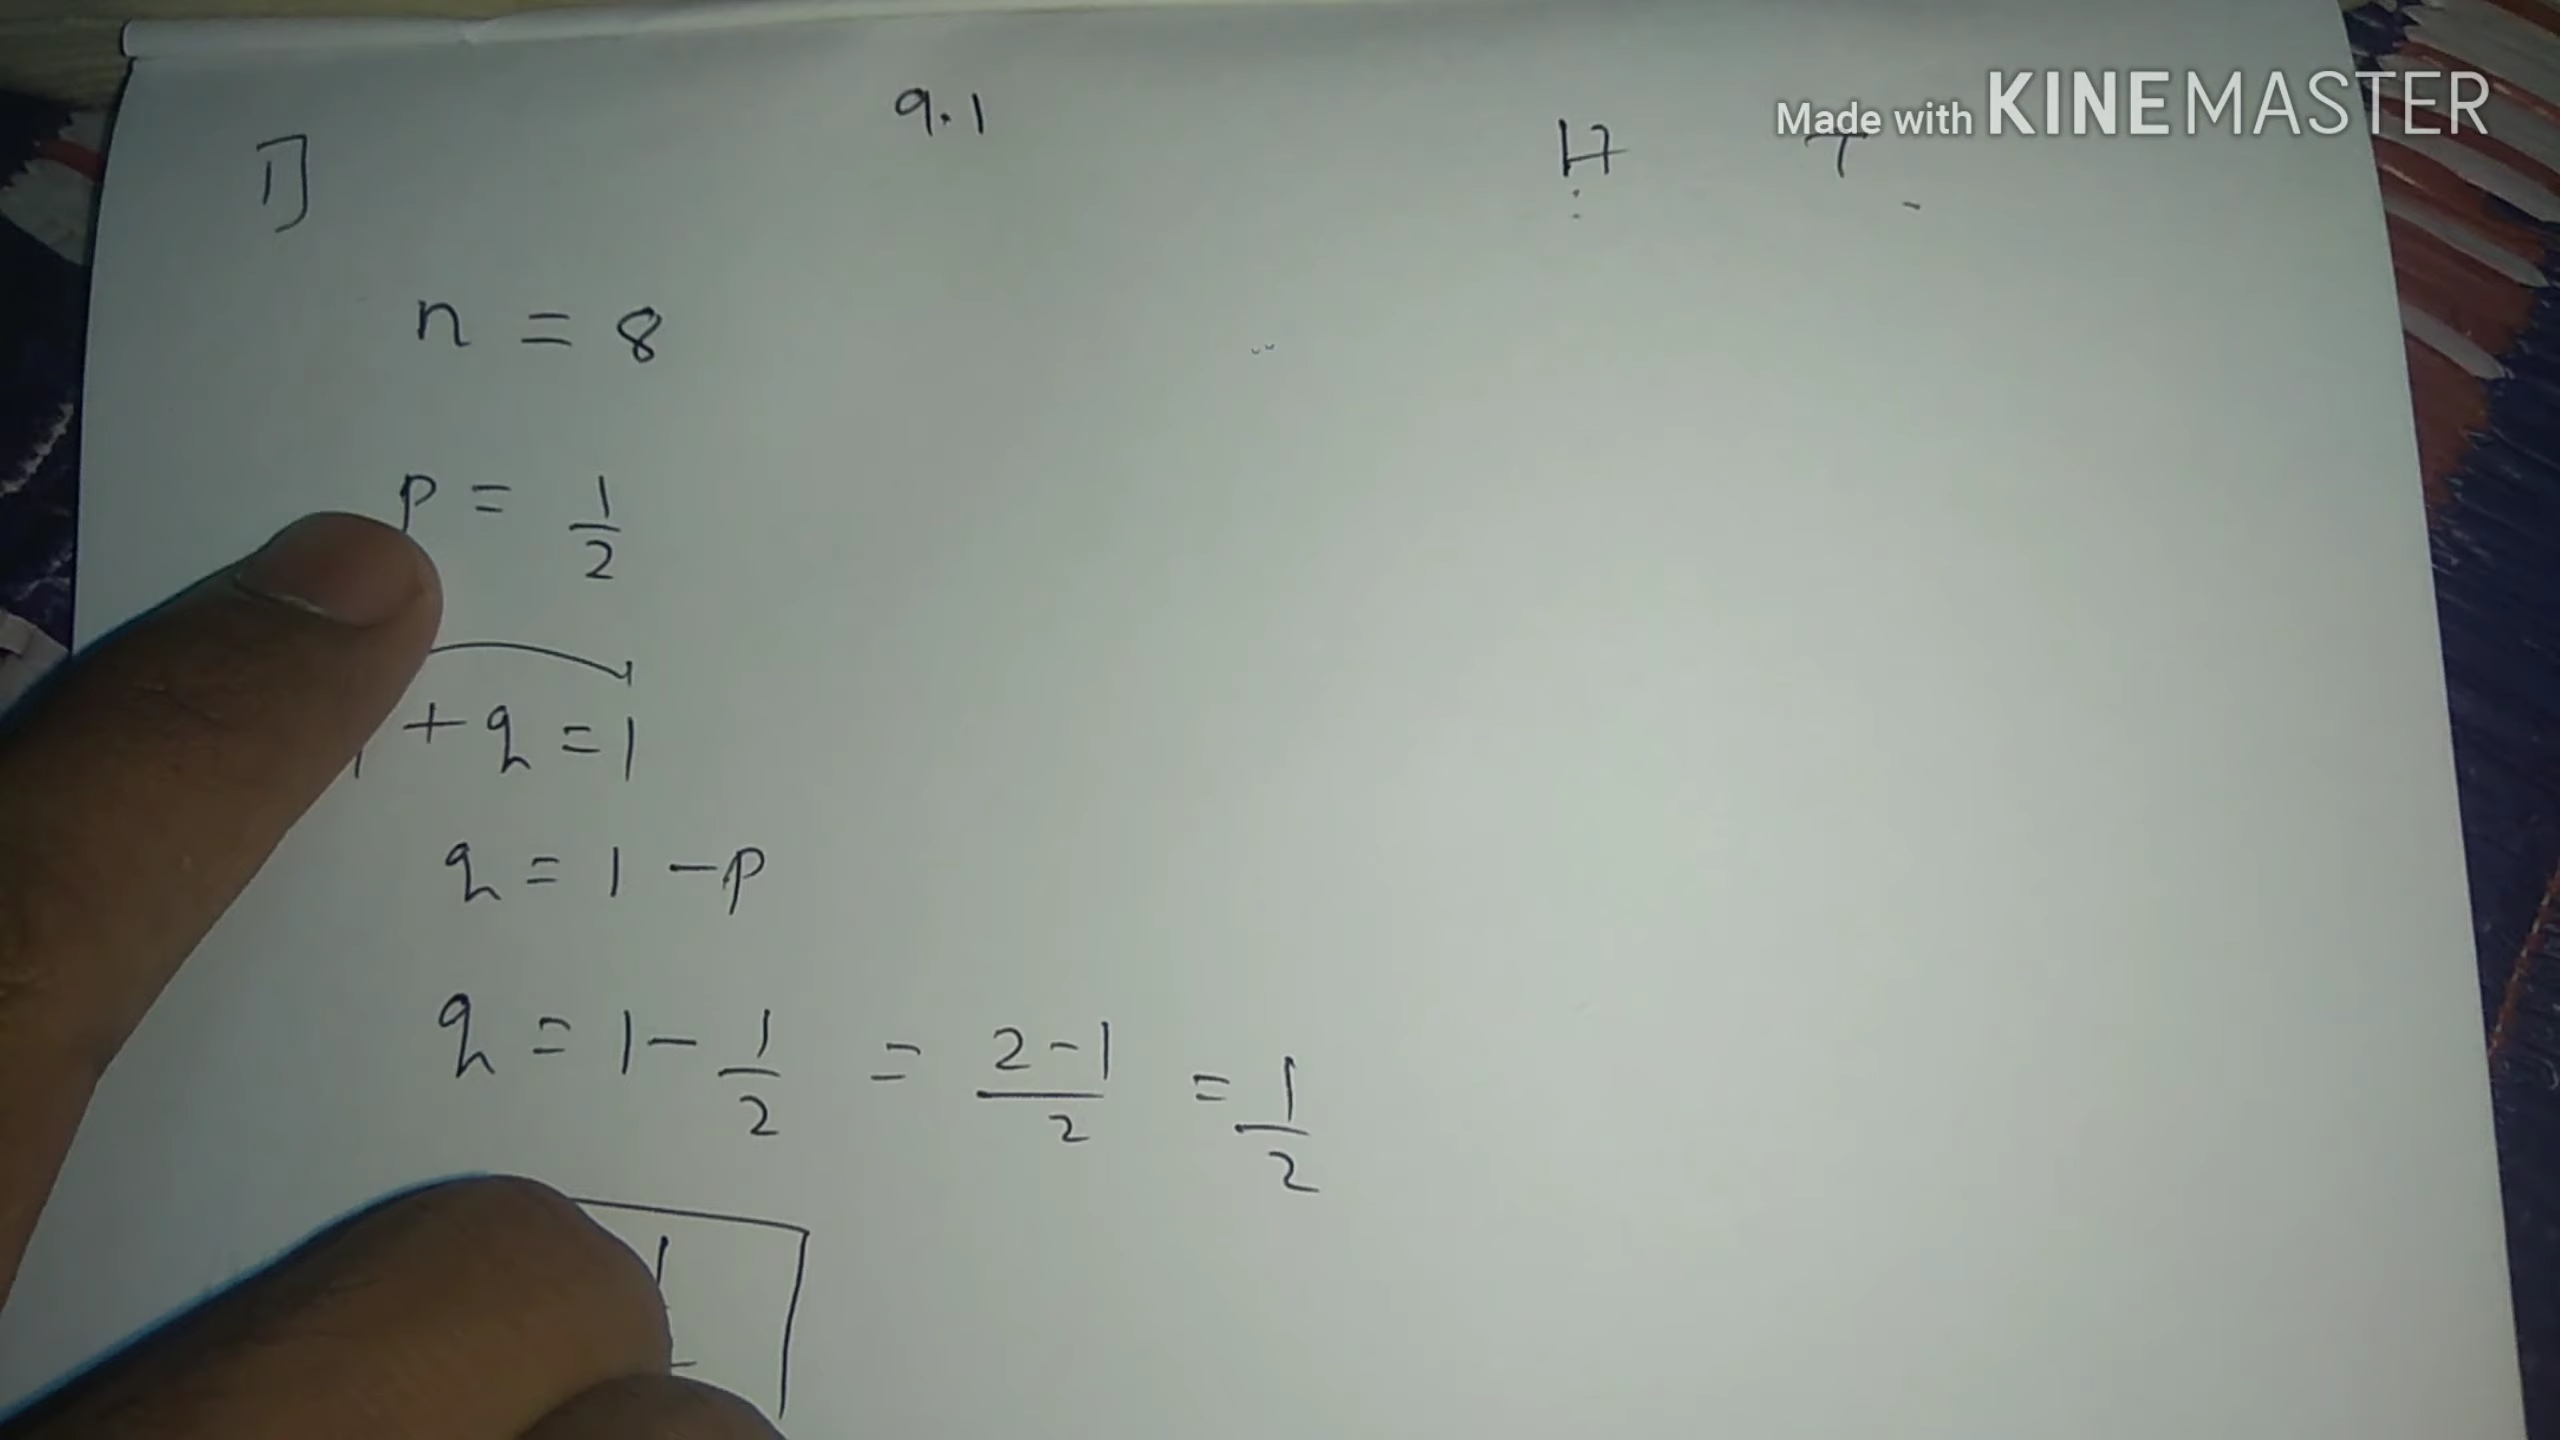 Made with KINEMASTER
9.1
1]
H T
n = 8
p = 1/2
+ q = 1
q = 1 - p
q = 1 - 1/2 = 2-1/2 = 1/2